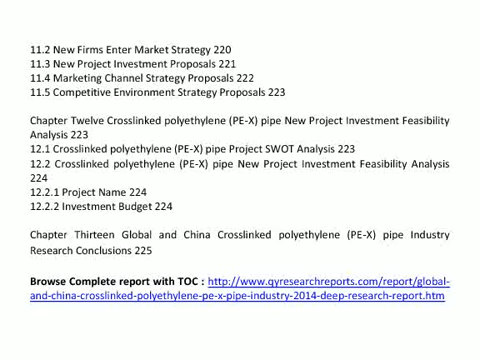 11.2 New Firms Enter Market Strategy 220
11.3 New Project Investment Proposals 221
11.4 Marketing Channel Strategy Proposals 222
11.5 Competitive Environment Strategy Proposals 223
Chapter Twelve Crosslinked polyethylene (PE-X) pipe New Project Investment Feasibility
Analysis 223
12.1 Crosslinked polyethylene (PE-X) pipe Project SWOT Analysis 223
12.2 Crosslinked polyethylene (PE-X) pipe New Project Investment Feasibility Analysis
224
12.2.1 Project Name 224
12.2.2 Investment Budget 224
Chapter Thirteen Global and China Crosslinked polyethylene (PE-X) pipe Industry
Research Conclusions 225
Browse Complete report with TOC : http://www.qyresearchreports.com/report/global-
and-china-crosslinked-polyethylene-pe-x-pipe-industry-2014-deep-research-report.htm